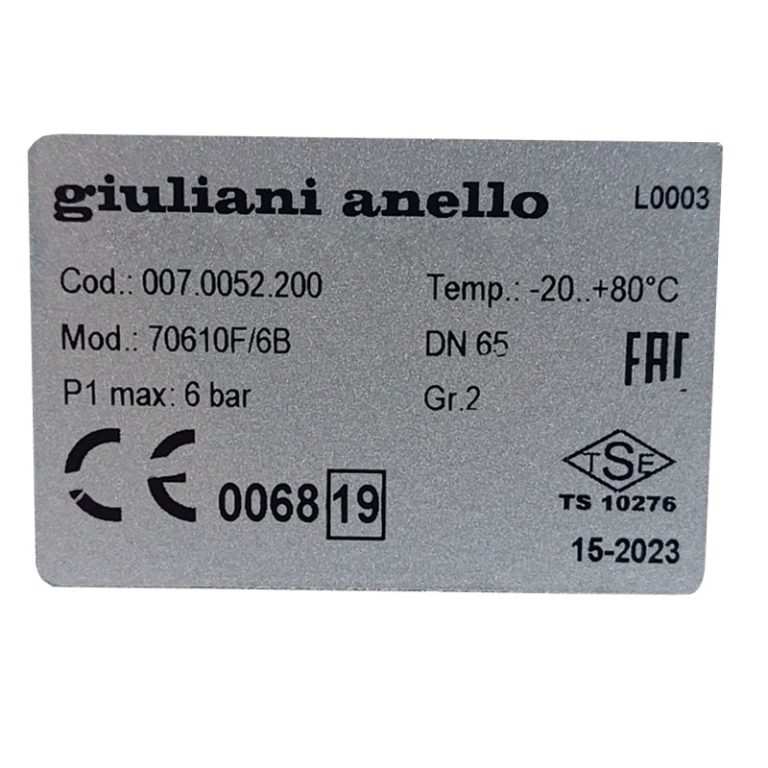 giuliani anello L0003
Cod.: 007.0052.200 Temp.: -20..+80°C
Mod.: 70610F/6B DN 65 EAC
P1 max: 6 bar Gr.2
CE 0068 19
TSE
TS 10276
15-2023